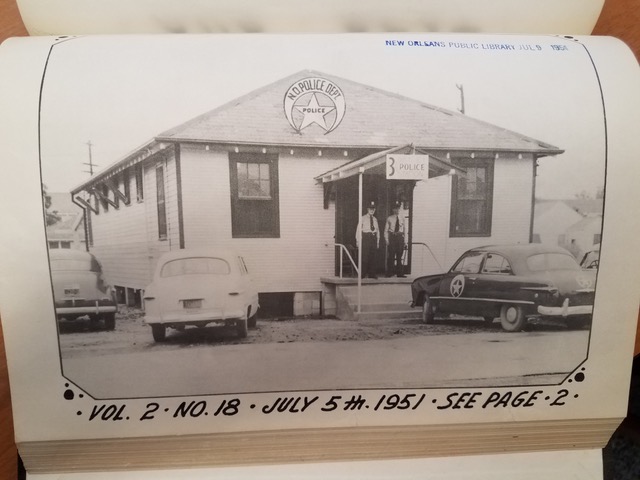 NEW ORLEANS PUBLIC LIBRARY JUL 9 1951
N.O. POLICE DEPT.
POLICE
3 POLICE
· VOL. 2 · NO. 18 · JULY 5th. 1951 · SEE PAGE · 2 ·